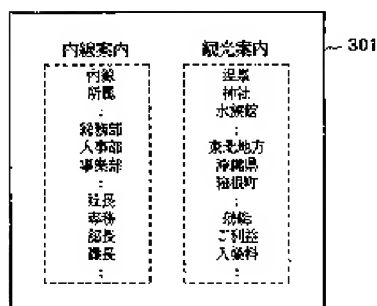 301
内線案内
内線
所属
:
総務部
人事部
事業部
:
社長
専務
部長
課長
:
観光案内
温泉
神社
水族館
:
東北地方
沖縄県
箱根町
:
効能
ご利益
入場料
: